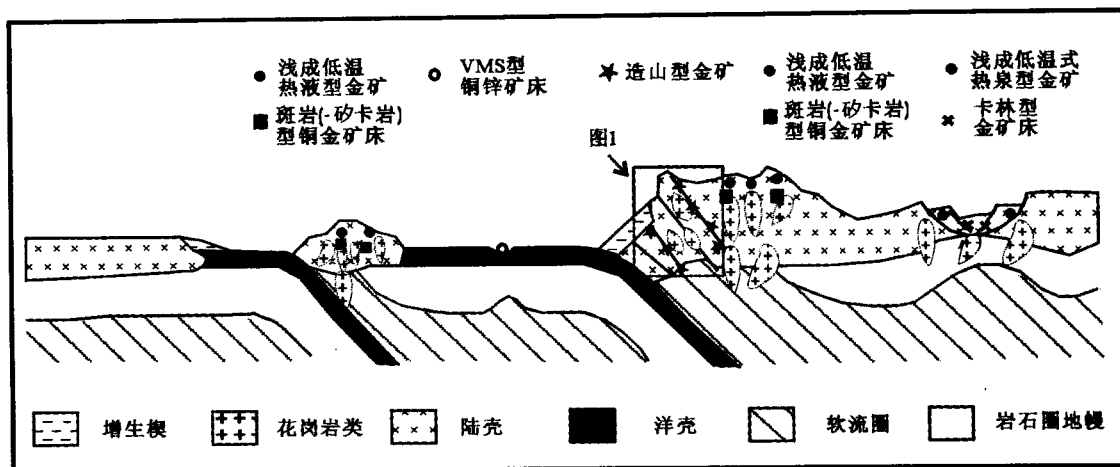 浅成低温
热液型金矿
斑岩(-矽卡岩)
型铜金矿床
VMS型
铜锌矿床
造山型金矿
浅成低温
热液型金矿
斑岩(-矽卡岩)
型铜金矿床
浅成低温式
热泉型金矿
卡林型
金矿床
图1
增生楔
花岗岩类
陆壳
洋壳
软流圈
岩石圈地幔